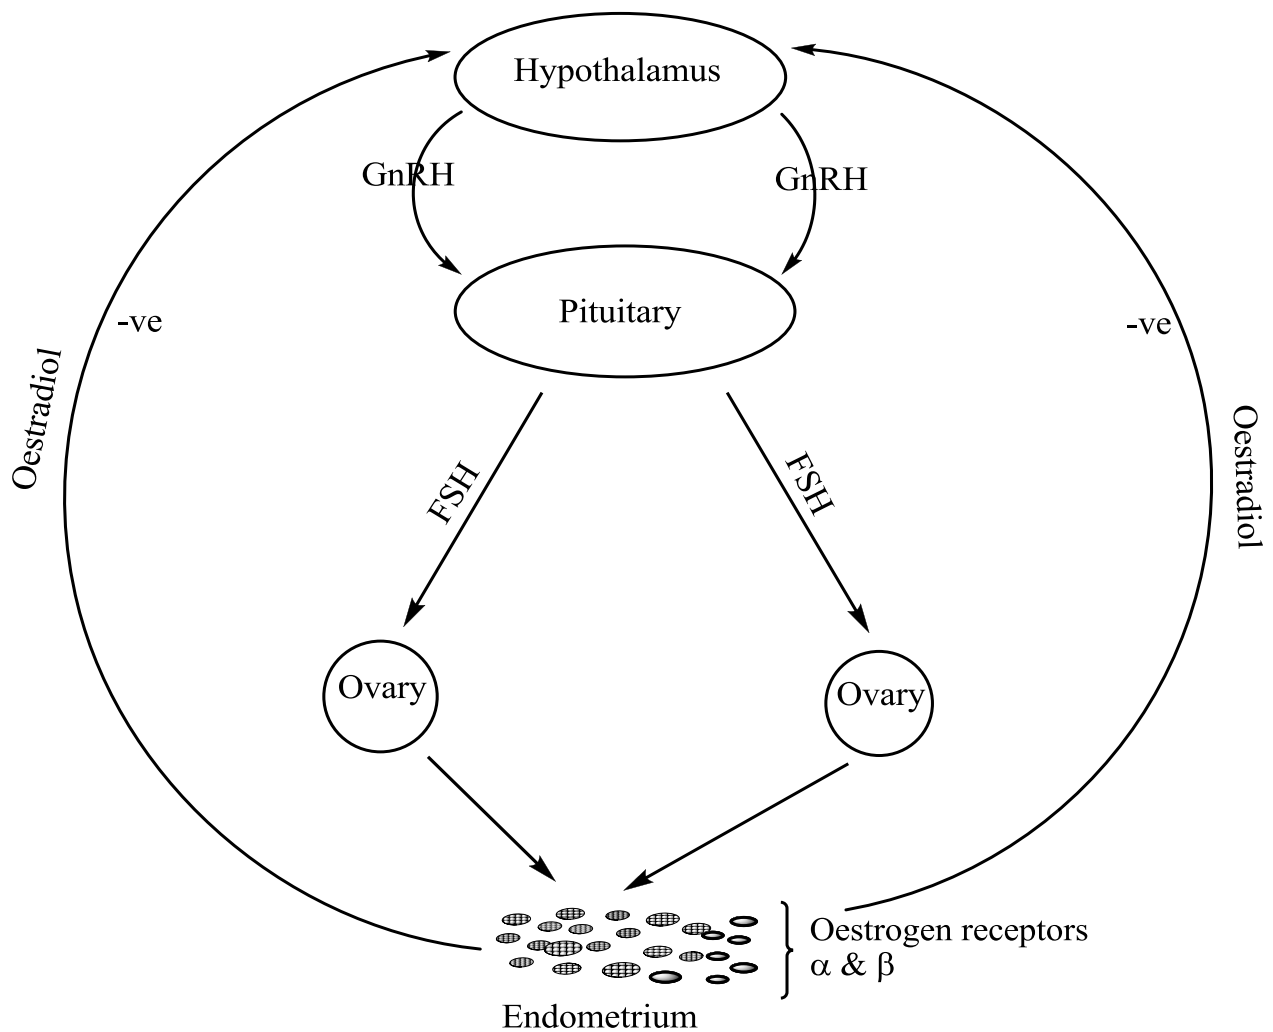 Hypothalamus
GnRH
GnRH
Pituitary
-ve
-ve
Oestradiol
Oestradiol
FSH
FSH
Ovary
Ovary
Oestrogen receptors
α & β
Endometrium